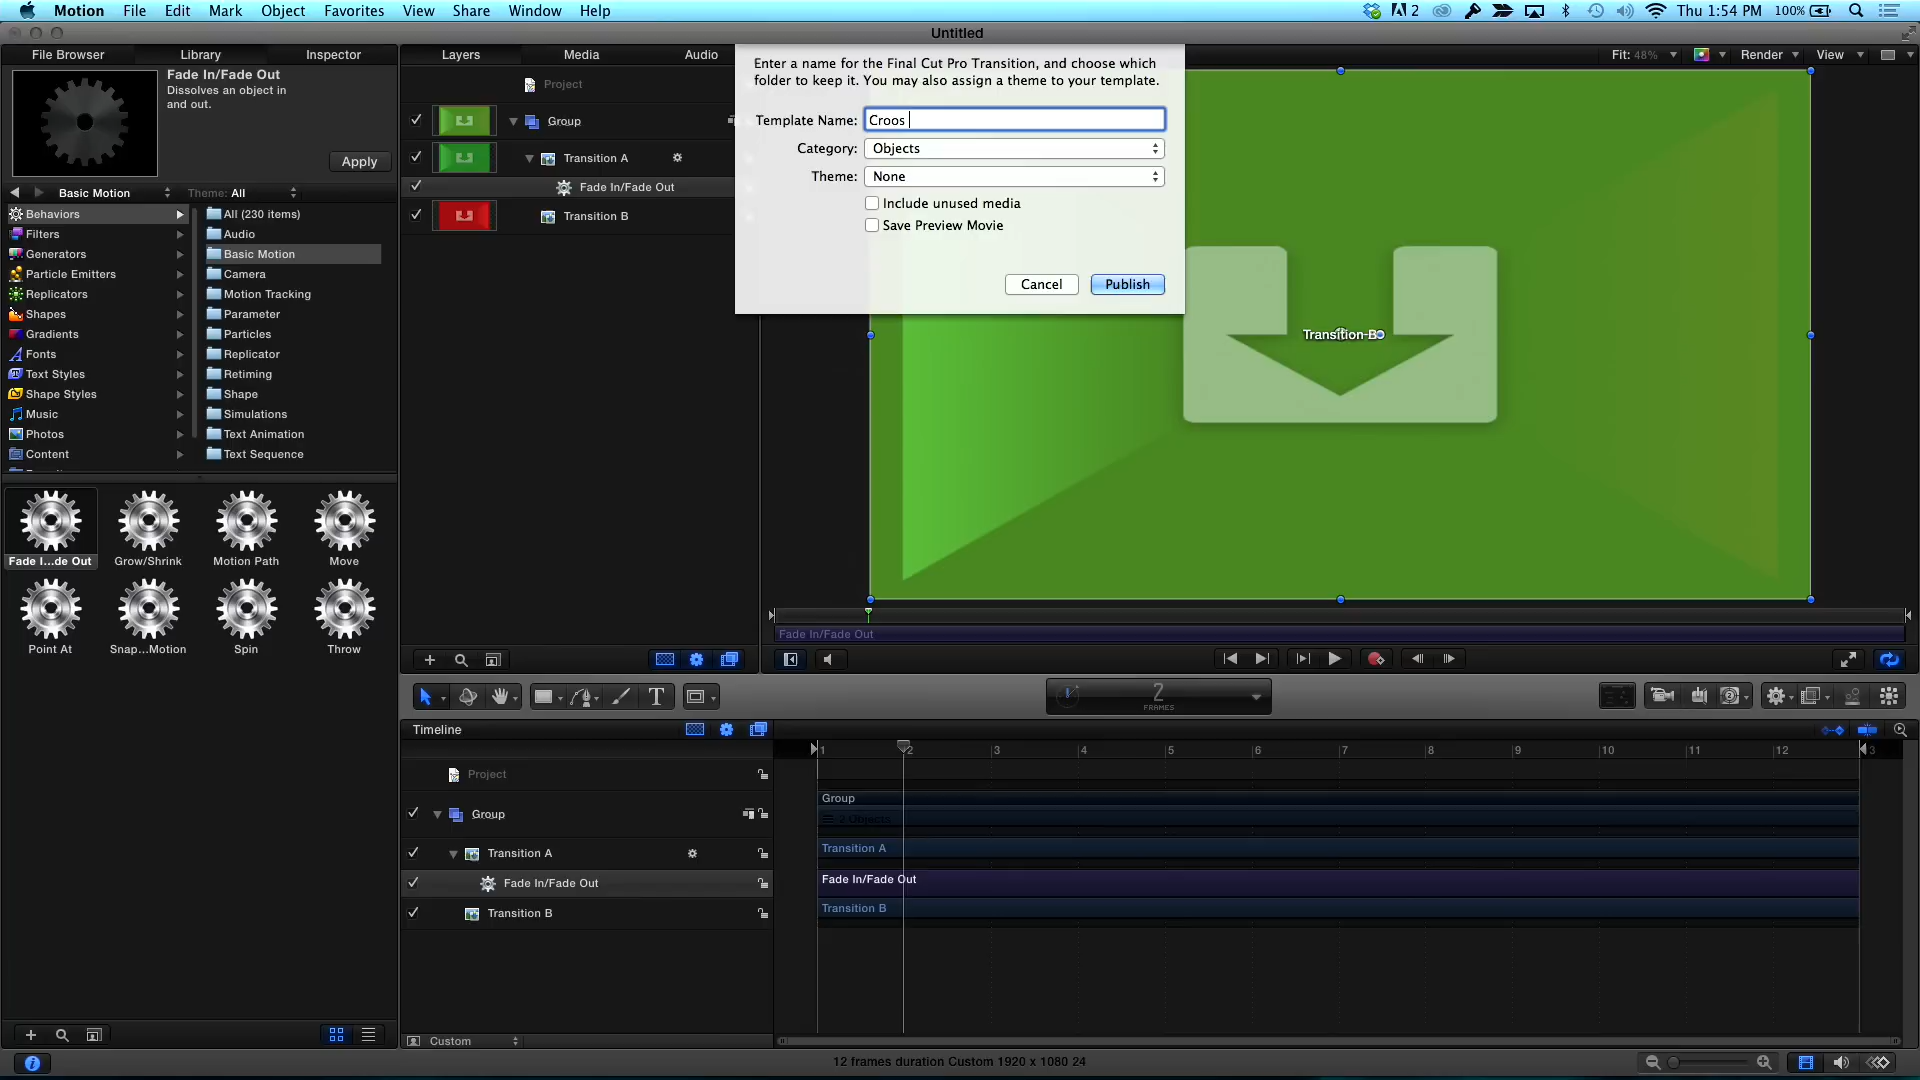 Motion File Edit Mark Object Favorites View Share Window Help
2 Thu 1:54 PM 100%
Untitled
File Browser Library Inspector
Layers Media Audio
Fit: 48% Render View
Fade In/Fade Out
Dissolves an object in
and out.
Apply
Basic Motion Theme: All
Behaviors
Filters
Generators
Particle Emitters
Replicators
Shapes
Gradients
Fonts
Text Styles
Shape Styles
Music
Photos
Content
All (230 items)
Audio
Basic Motion
Camera
Motion Tracking
Parameter
Particles
Replicator
Retiming
Shape
Simulations
Text Animation
Text Sequence
Fade I...de Out
Grow/Shrink
Motion Path
Move
Point At
Snap...Motion
Spin
Throw
Project
Group
Transition A
Fade In/Fade Out
Transition B
Enter a name for the Final Cut Pro Transition, and choose which
folder to keep it. You may also assign a theme to your template.
Template Name: Croos
Category: Objects
Theme: None
Include unused media
Save Preview Movie
Cancel Publish
Transition B
Fade In/Fade Out
2
FRAMES
Timeline
1 2 3 4 5 6 7 8 9 10 11 12 3
Project
Group
Transition A
Fade In/Fade Out
Transition B
Group
2 Objects
Transition A
Fade In/Fade Out
Transition B
Custom
12 frames duration Custom 1920 x 1080 24